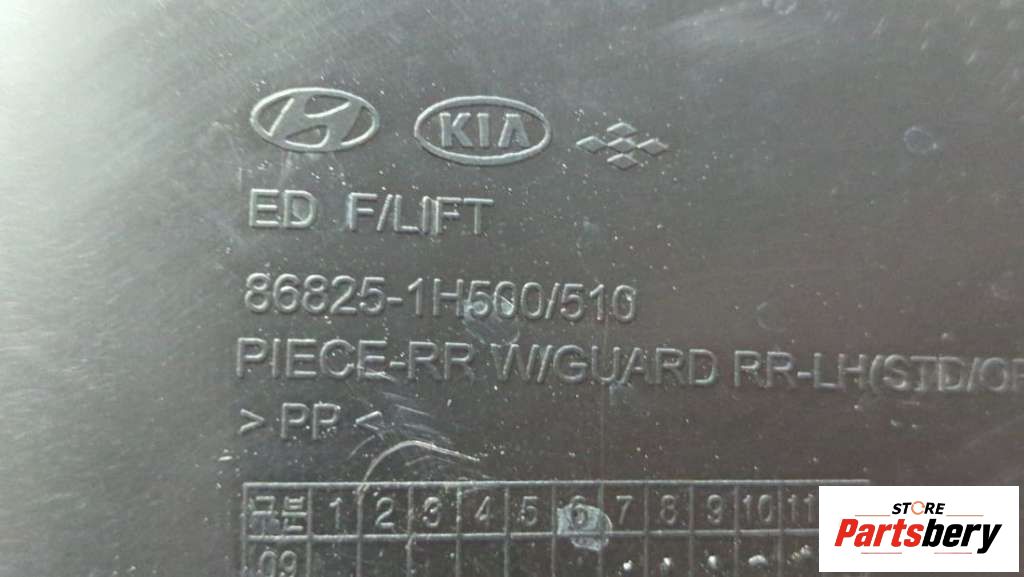 KIA
ED F/LIFT
86825-1H500/510
PIECE-RR W/GUARD RR-LH(STD/OP
> PP <
구분 1 2 3 4 5 6 7 8 9 10 11
09
STORE
Partsbery